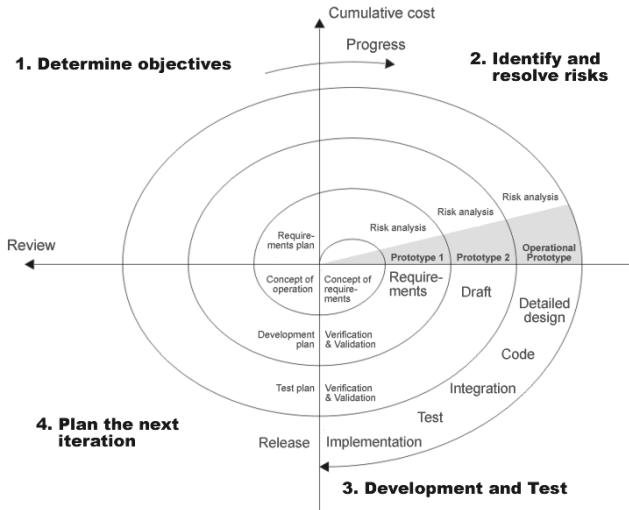 Cumulative cost
Progress
1. Determine objectives
2. Identify and
resolve risks
Risk analysis
Risk analysis
Risk analysis
Require-
ments plan
Review
Operational
Prototype
Prototype 1
Prototype 2
Concept of
operation
Concept of
require-
ments
Require-
ments
Draft
Detailed
design
Development
plan
Verification
& Validation
Code
Test plan
Verification
& Validation
Integration
Test
4. Plan the next
iteration
Release
Implementation
3. Development and Test